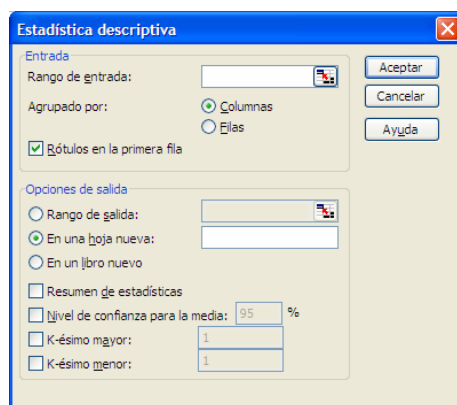 Estadística descriptiva
Entrada
Rango de entrada:
Agrupado por:
Columnas
Filas
Rótulos en la primera fila
Aceptar
Cancelar
Ayuda
Opciones de salida
Rango de salida:
En una hoja nueva:
En un libro nuevo
Resumen de estadísticas
Nivel de confianza para la media: 95 %
K-ésimo mayor: 1
K-ésimo menor: 1